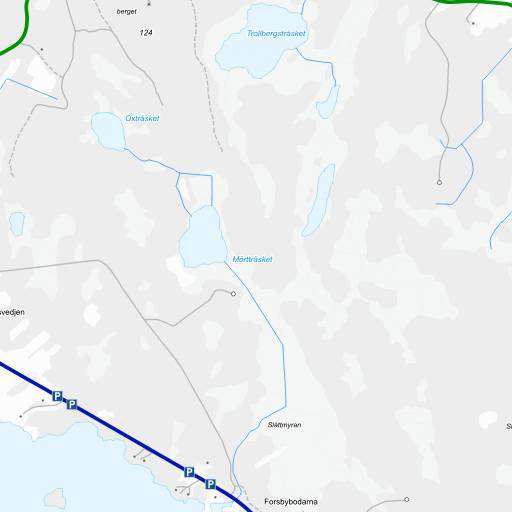 berget
124
Trollbergsträsket
Oxträsket
Mörtträsket
svedjen
P
P
Slåttmyran
P
P
Forsbybodarna